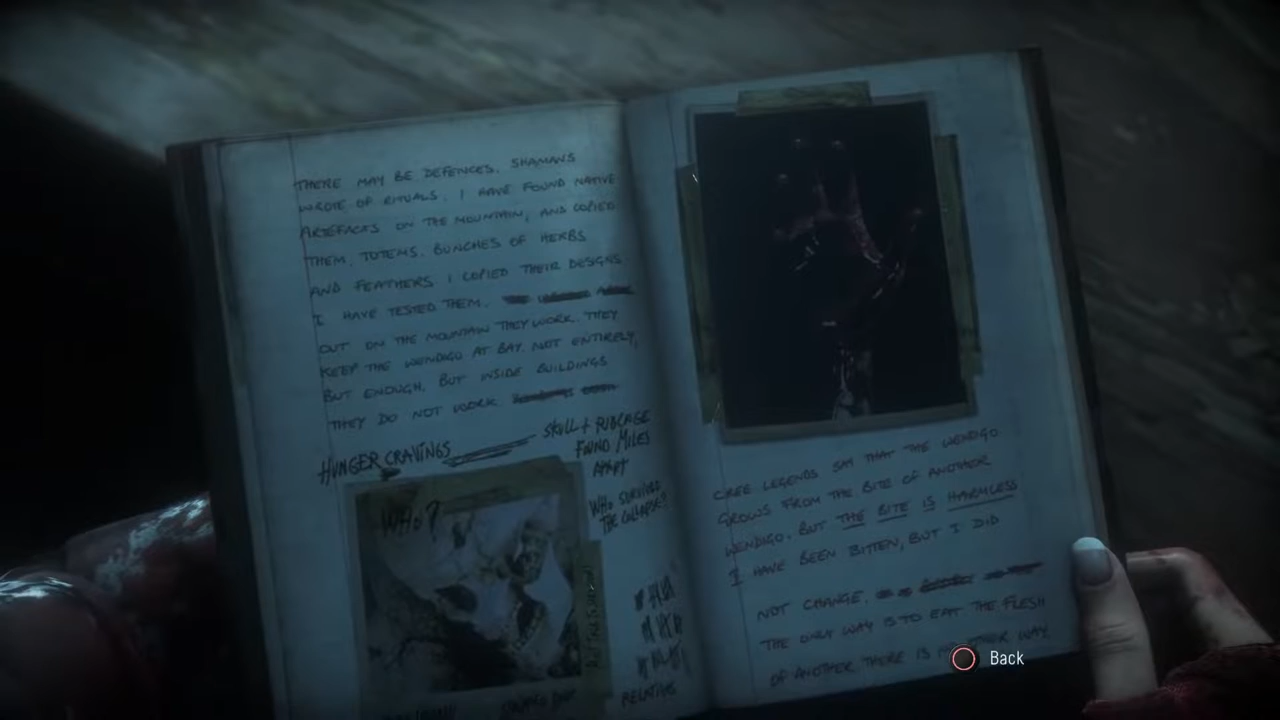 THERE MAY BE DEFENCES. SHAMANS
WROTE OF RITUALS. I HAVE FOUND NATIVE
ARTEFACTS ON THE MOUNTAIN, AND COPIED
THEM. TOTEMS. BUNCHES OF HERBS
AND FEATHERS. I COPIED THEIR DESIGNS.
I HAVE TESTED THEM.
OUT ON THE MOUNTAIN THEY WORK. THEY
KEEP THE WENDIGO AT BAY. NOT ENTIRELY,
BUT ENOUGH. BUT INSIDE BUILDINGS
THEY DO NOT WORK
HUNGER CRAVINGS
SKULL + RIBCAGE
FOUND MILES
APART
WHO SURVIVED
THE COLLAPSE?
WHO?
RELATIVES
CREE LEGENDS SAY THAT THE WENDIGO
GROWS FROM THE BITE OF ANOTHER
WENDIGO. BUT THE BITE IS HARMLESS
I HAVE BEEN BITTEN, BUT I DID
NOT CHANGE.
THE ONLY WAY IS TO EAT THE FLESH
OF ANOTHER. THERE IS OTHER WAY.
Back